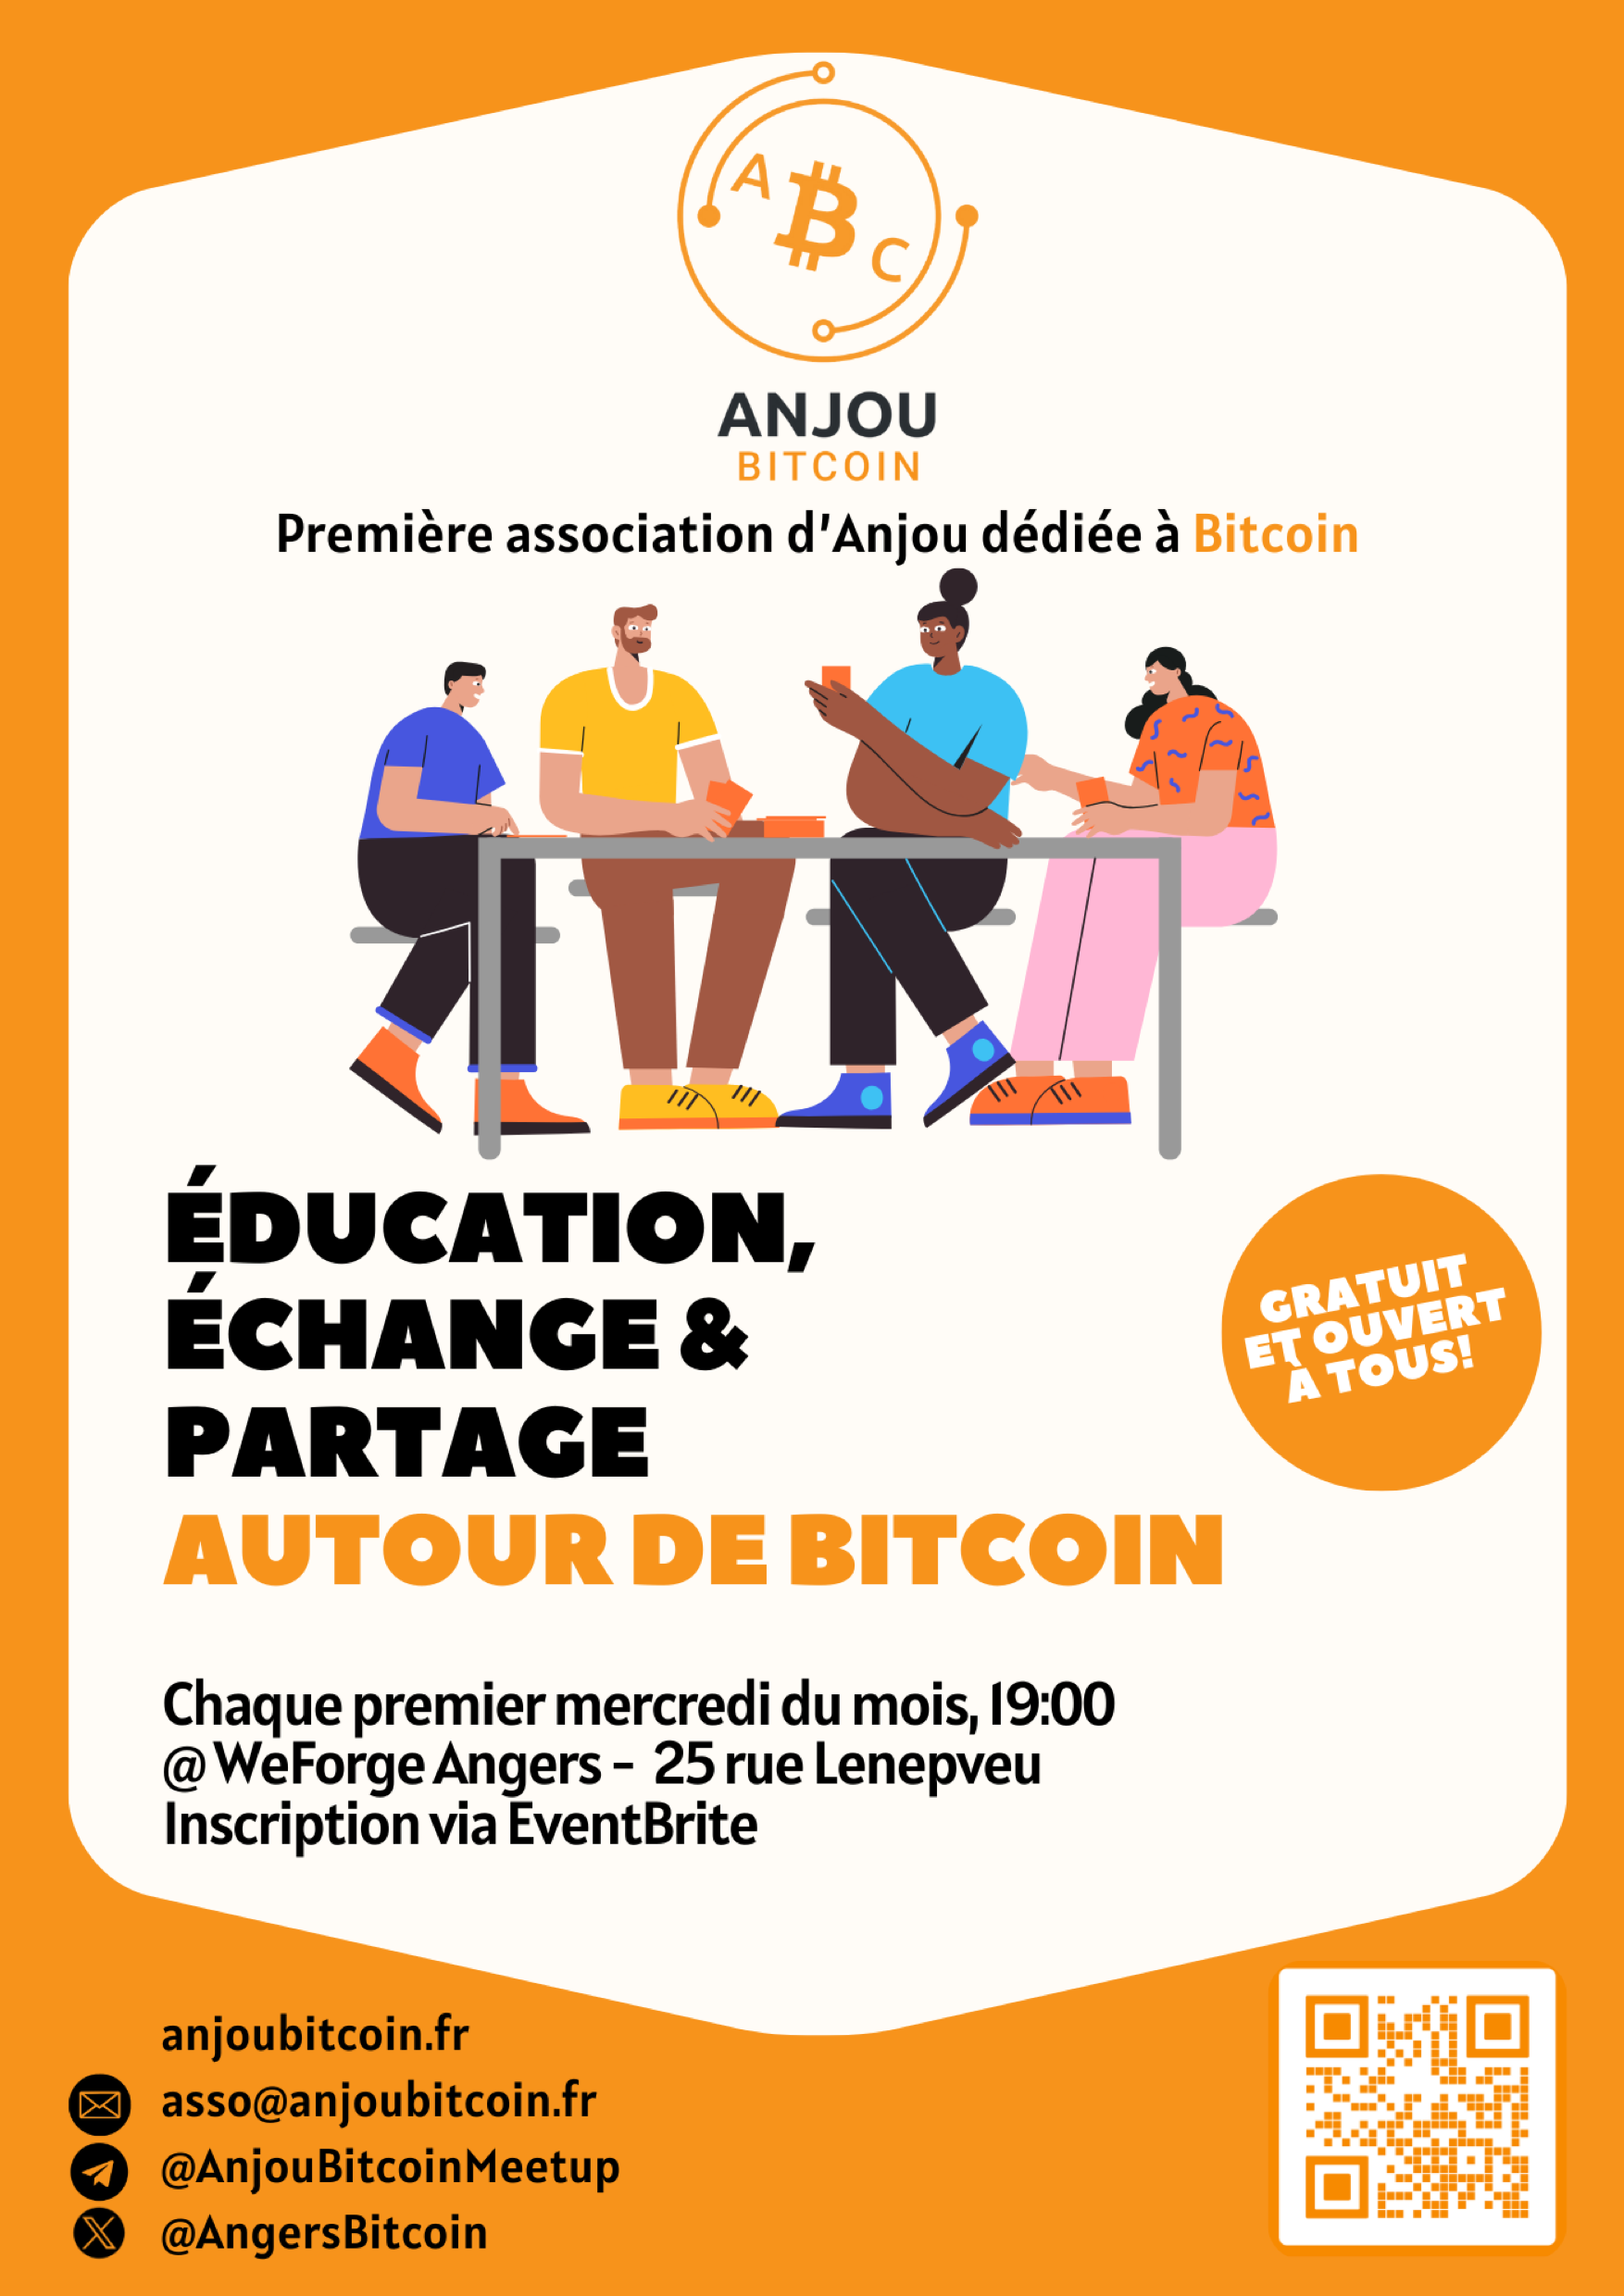 A ₿ C
ANJOU
BITCOIN
Première association d'Anjou dédiée à Bitcoin
ÉDUCATION,
ÉCHANGE &
PARTAGE
AUTOUR DE BITCOIN
GRATUIT
ET OUVERT
À TOUS!
Chaque premier mercredi du mois, 19:00
@ WeForge Angers - 25 rue Lenepveu
Inscription via EventBrite
anjoubitcoin.fr
asso@anjoubitcoin.fr
@AnjouBitcoinMeetup
@AngersBitcoin